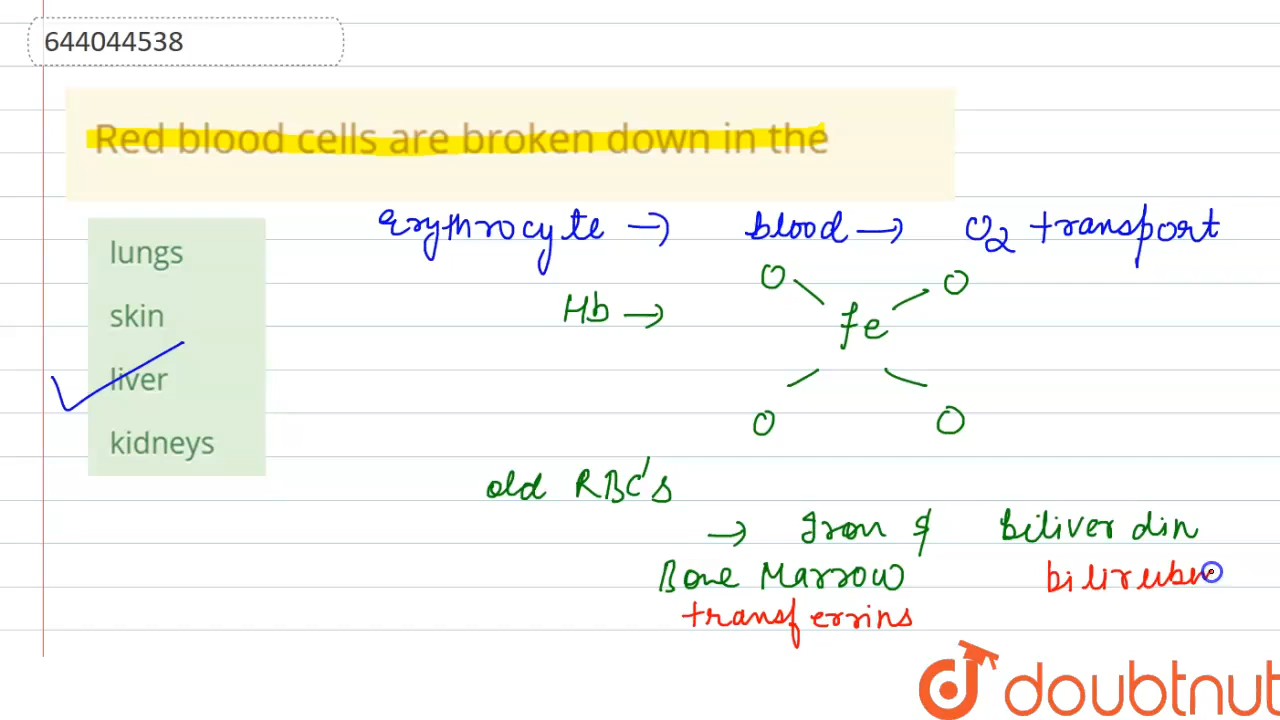 644044538
Red blood cells are broken down in the
lungs
skin
liver
kidneys
Erythrocyte → blood → O2 transport
Hb →
O O
fe
O O
old RBC's
→ Iron & biliverdin
Bone Marrow bilirubin
transferrins
doubtnut